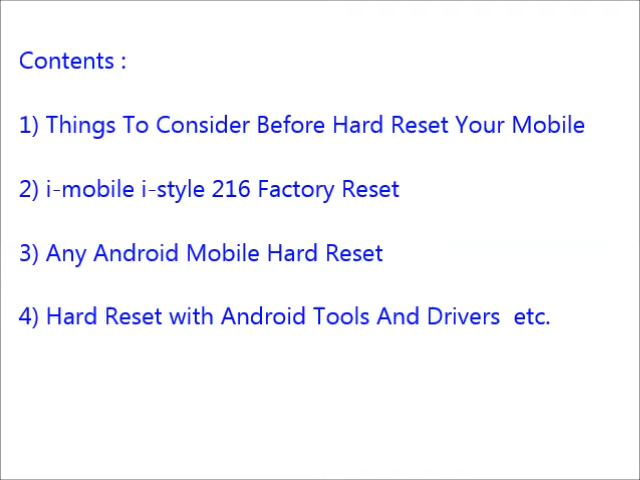 Contents :
1) Things To Consider Before Hard Reset Your Mobile
2) i-mobile i-style 216 Factory Reset
3) Any Android Mobile Hard Reset
4) Hard Reset with Android Tools And Drivers  etc.